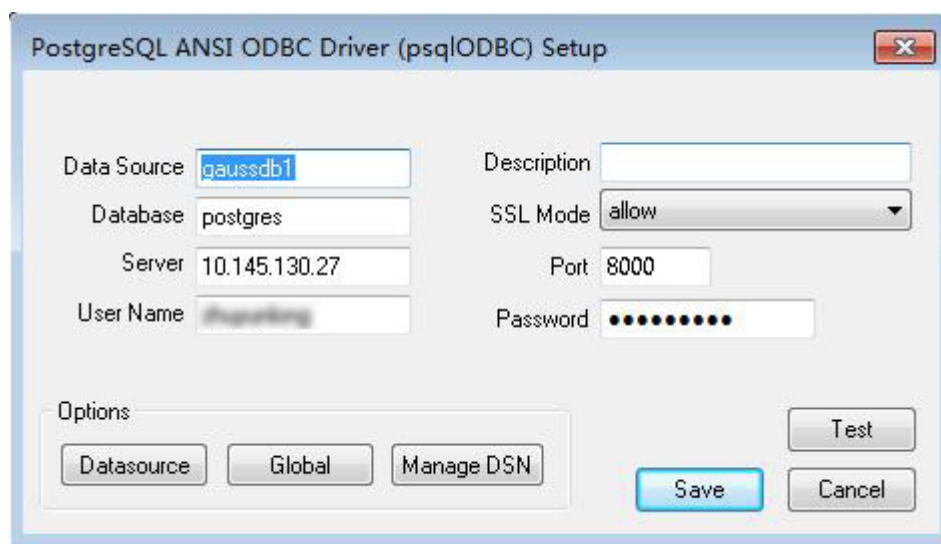 PostgreSQL ANSI ODBC Driver (psqlODBC) Setup
Data Source gaussdb1 Description
Database postgres SSL Mode allow
Server 10.145.130.27 Port 8000
User Name Password ●●●●●●●●●
Options
Datasource Global Manage DSN
Test
Save Cancel